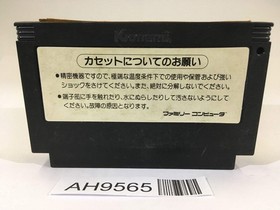 Konami
カセットについてのお願い
●精密機器ですので、極端な温度条件下での使用や保管および強い
ショックをさけてください。また、絶対に分解しないでください。
●端子部に手を触れたり、水にぬらしたりして汚さないようにして
ください。故障の原因となります。
ファミリー コンピュータ
AH9565